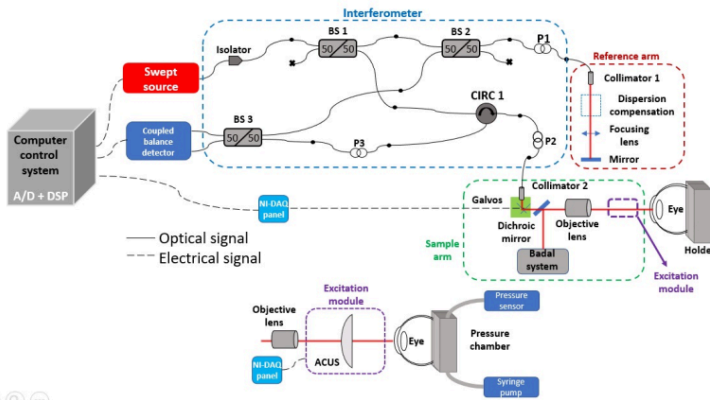 Interferometer
BS 1
50/50
BS 2
50/50
P1
Isolator
Reference arm
Swept
source
Collimator 1
Dispersion
compensation
Focusing
lens
Mirror
CIRC 1
Coupled
balance
detector
BS 3
50/50
P3
P2
Computer
control
system
A/D + DSP
NI-DAQ
panel
Galvos
Collimator 2
Dichroic
mirror
Objective
lens
Eye
Holde
Badal
system
Sample
arm
Excitation
module
Optical signal
Electrical signal
Excitation
module
Objective
lens
ACUS
NI-DAQ
panel
Eye
Pressure
sensor
Pressure
chamber
Syringe
pump